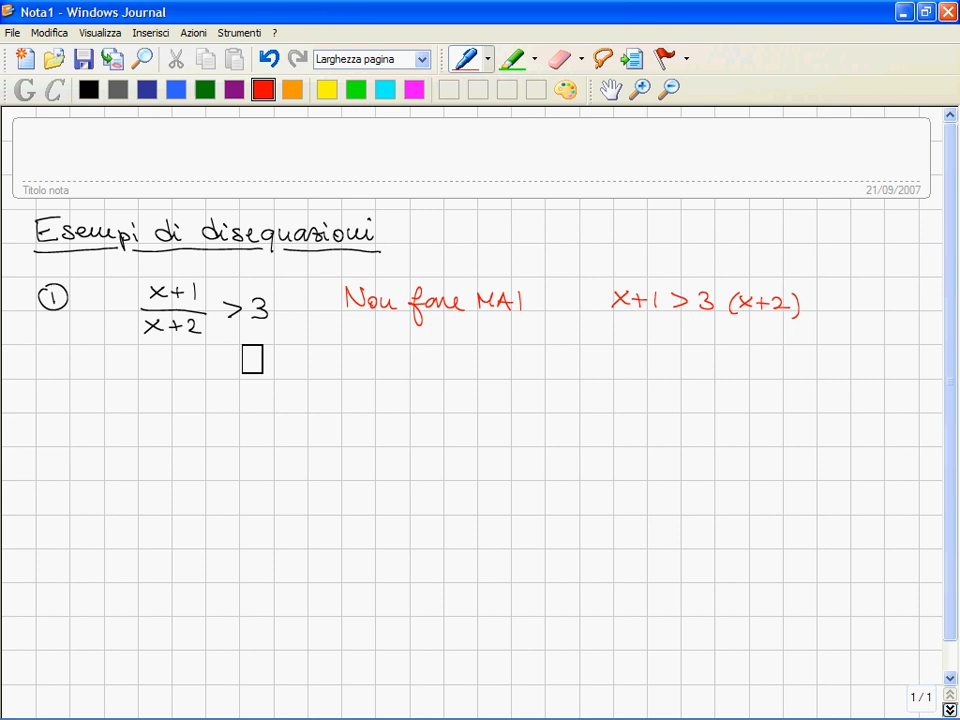 Nota1 - Windows Journal
File Modifica Visualizza Inserisci Azioni Strumenti ?
Larghezza pagina
G C
Titolo nota 21/09/2007
Esempi di disequazioni
① x+1 / x+2 > 3 Non fare MAI x+1 > 3 (x+2)
1 / 1